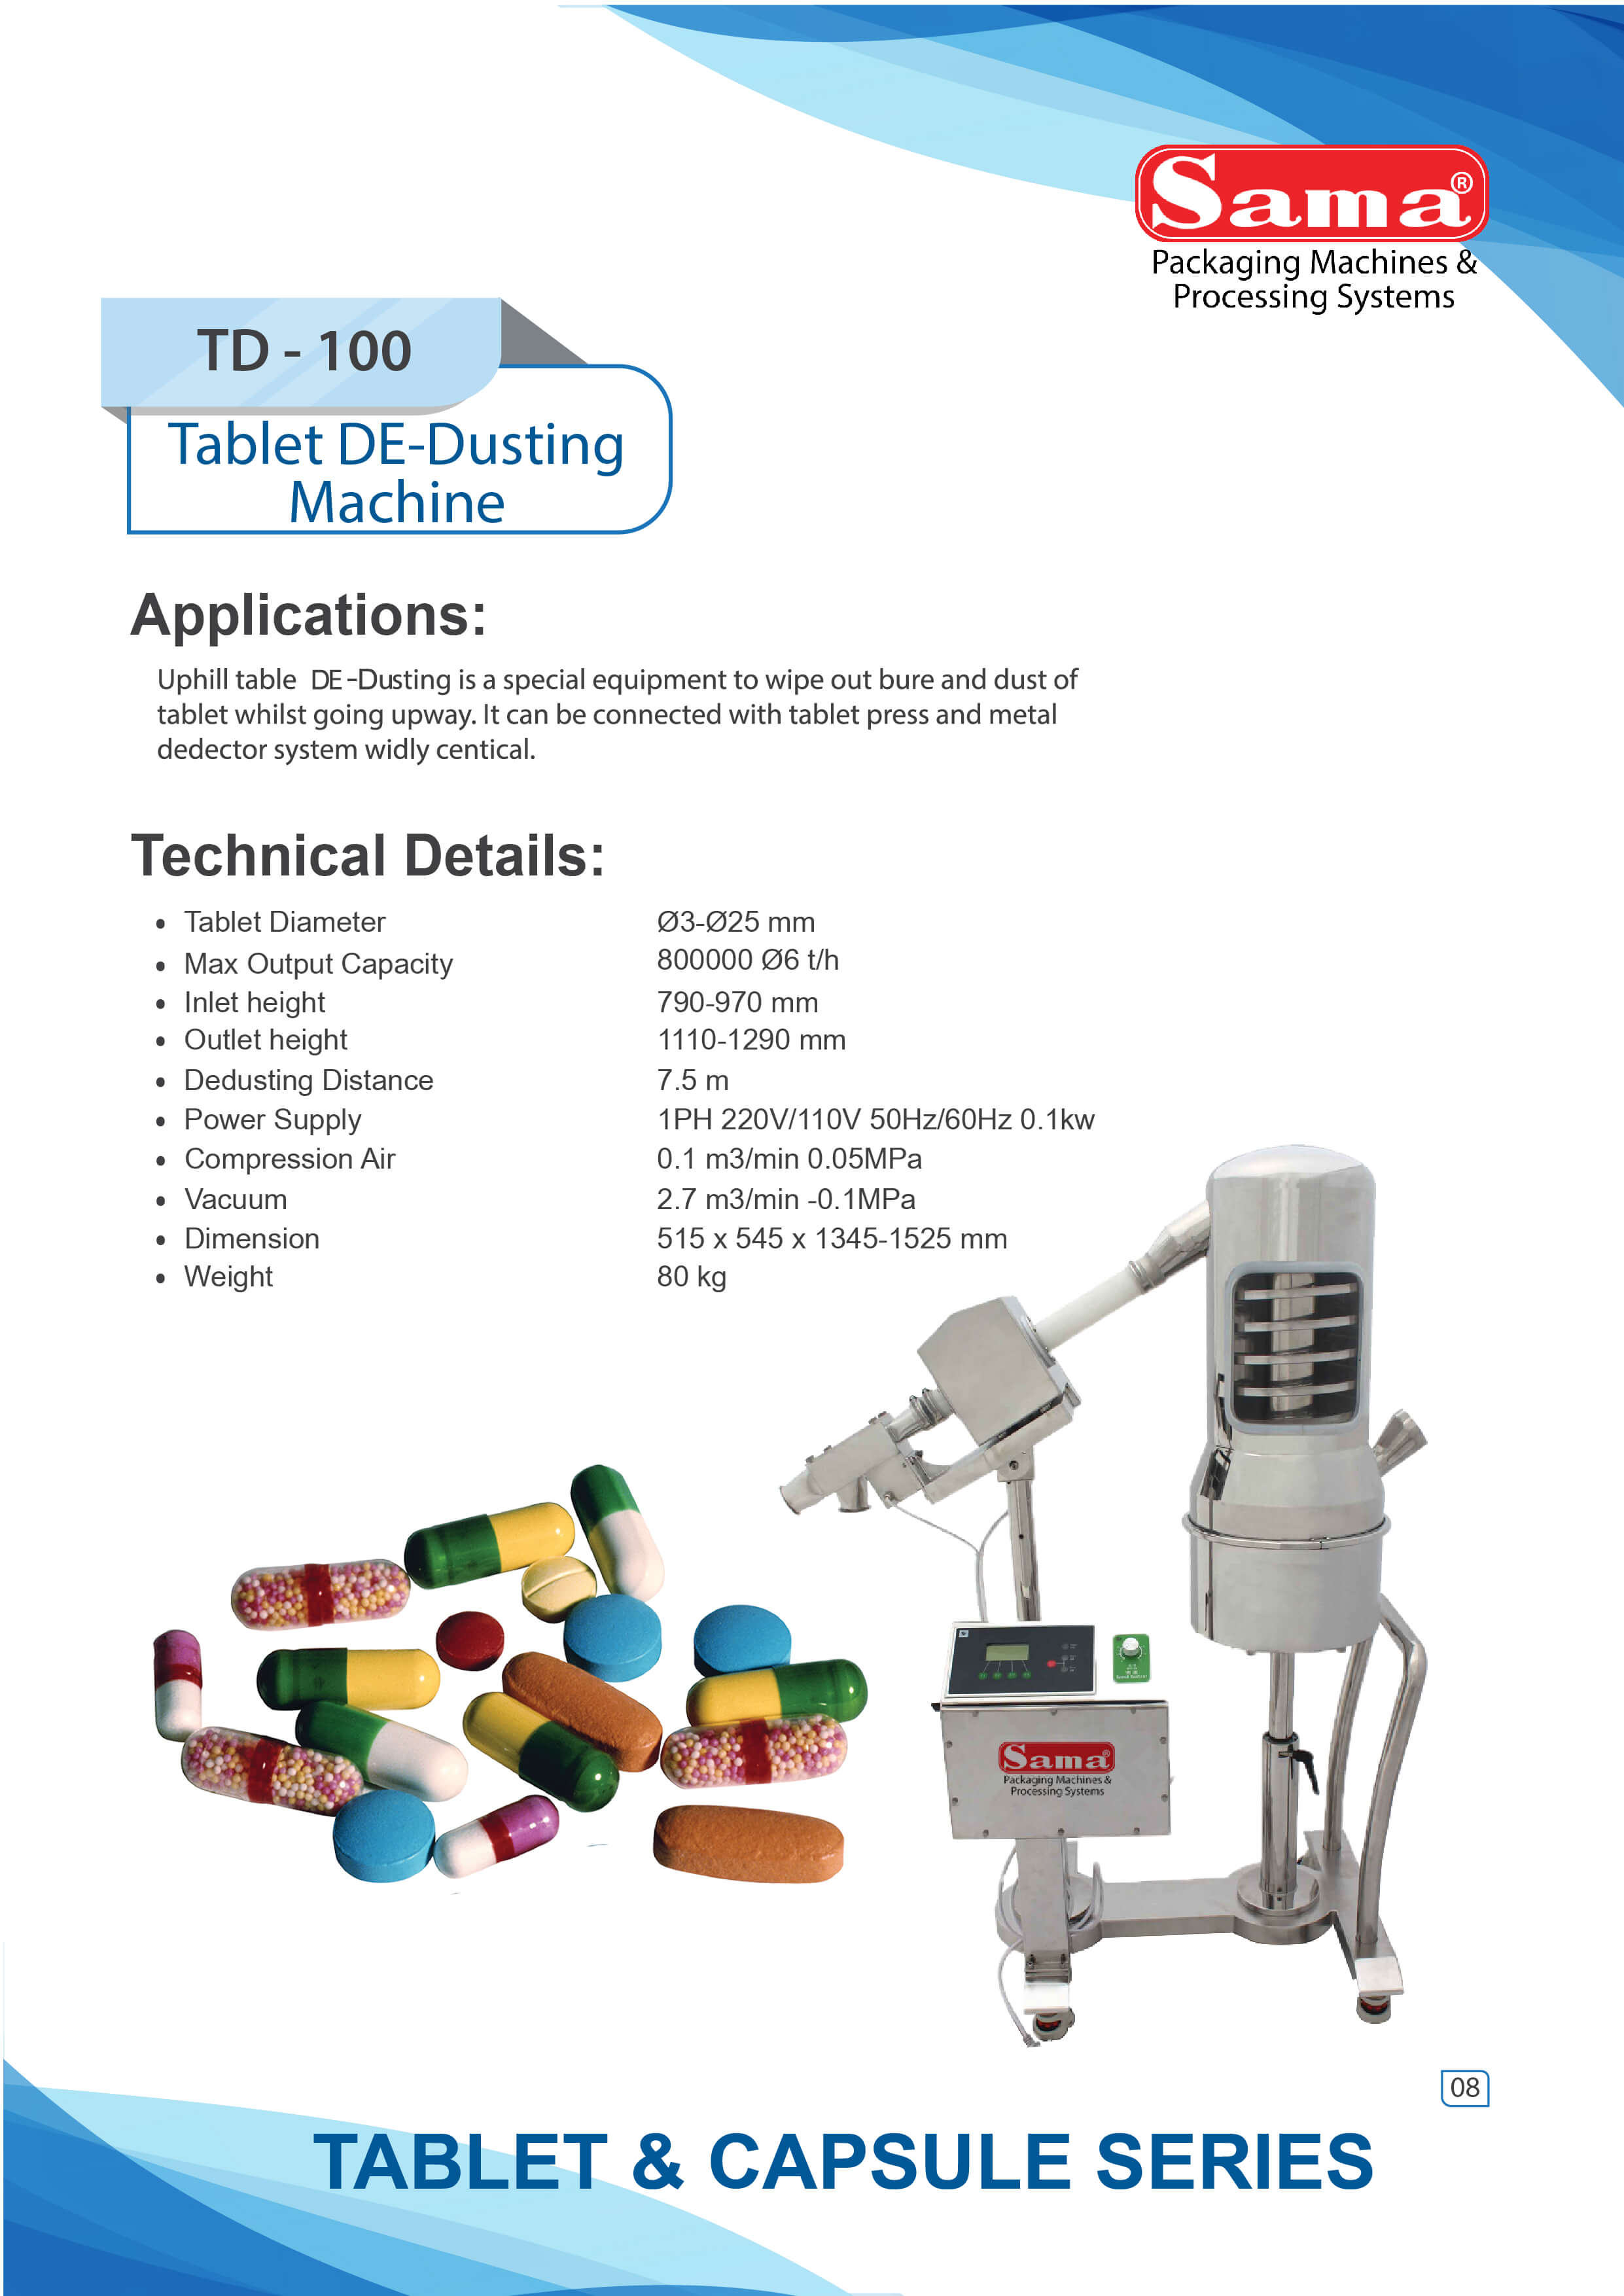 Sama®
Packaging Machines &
Processing Systems
TD - 100
Tablet DE-Dusting
Machine
Applications:
Uphill table DE-Dusting is a special equipment to wipe out bure and dust of
tablet whilst going upway. It can be connected with tablet press and metal
dedector system widly centical.
Technical Details:
• Tablet Diameter Ø3-Ø25 mm
• Max Output Capacity 800000 Ø6 t/h
• Inlet height 790-970 mm
• Outlet height 1110-1290 mm
• Dedusting Distance 7.5 m
• Power Supply 1PH 220V/110V 50Hz/60Hz 0.1kw
• Compression Air 0.1 m3/min 0.05MPa
• Vacuum 2.7 m3/min -0.1MPa
• Dimension 515 x 545 x 1345-1525 mm
• Weight 80 kg
Sama®
Packaging Machines &
Processing Systems
08
TABLET & CAPSULE SERIES